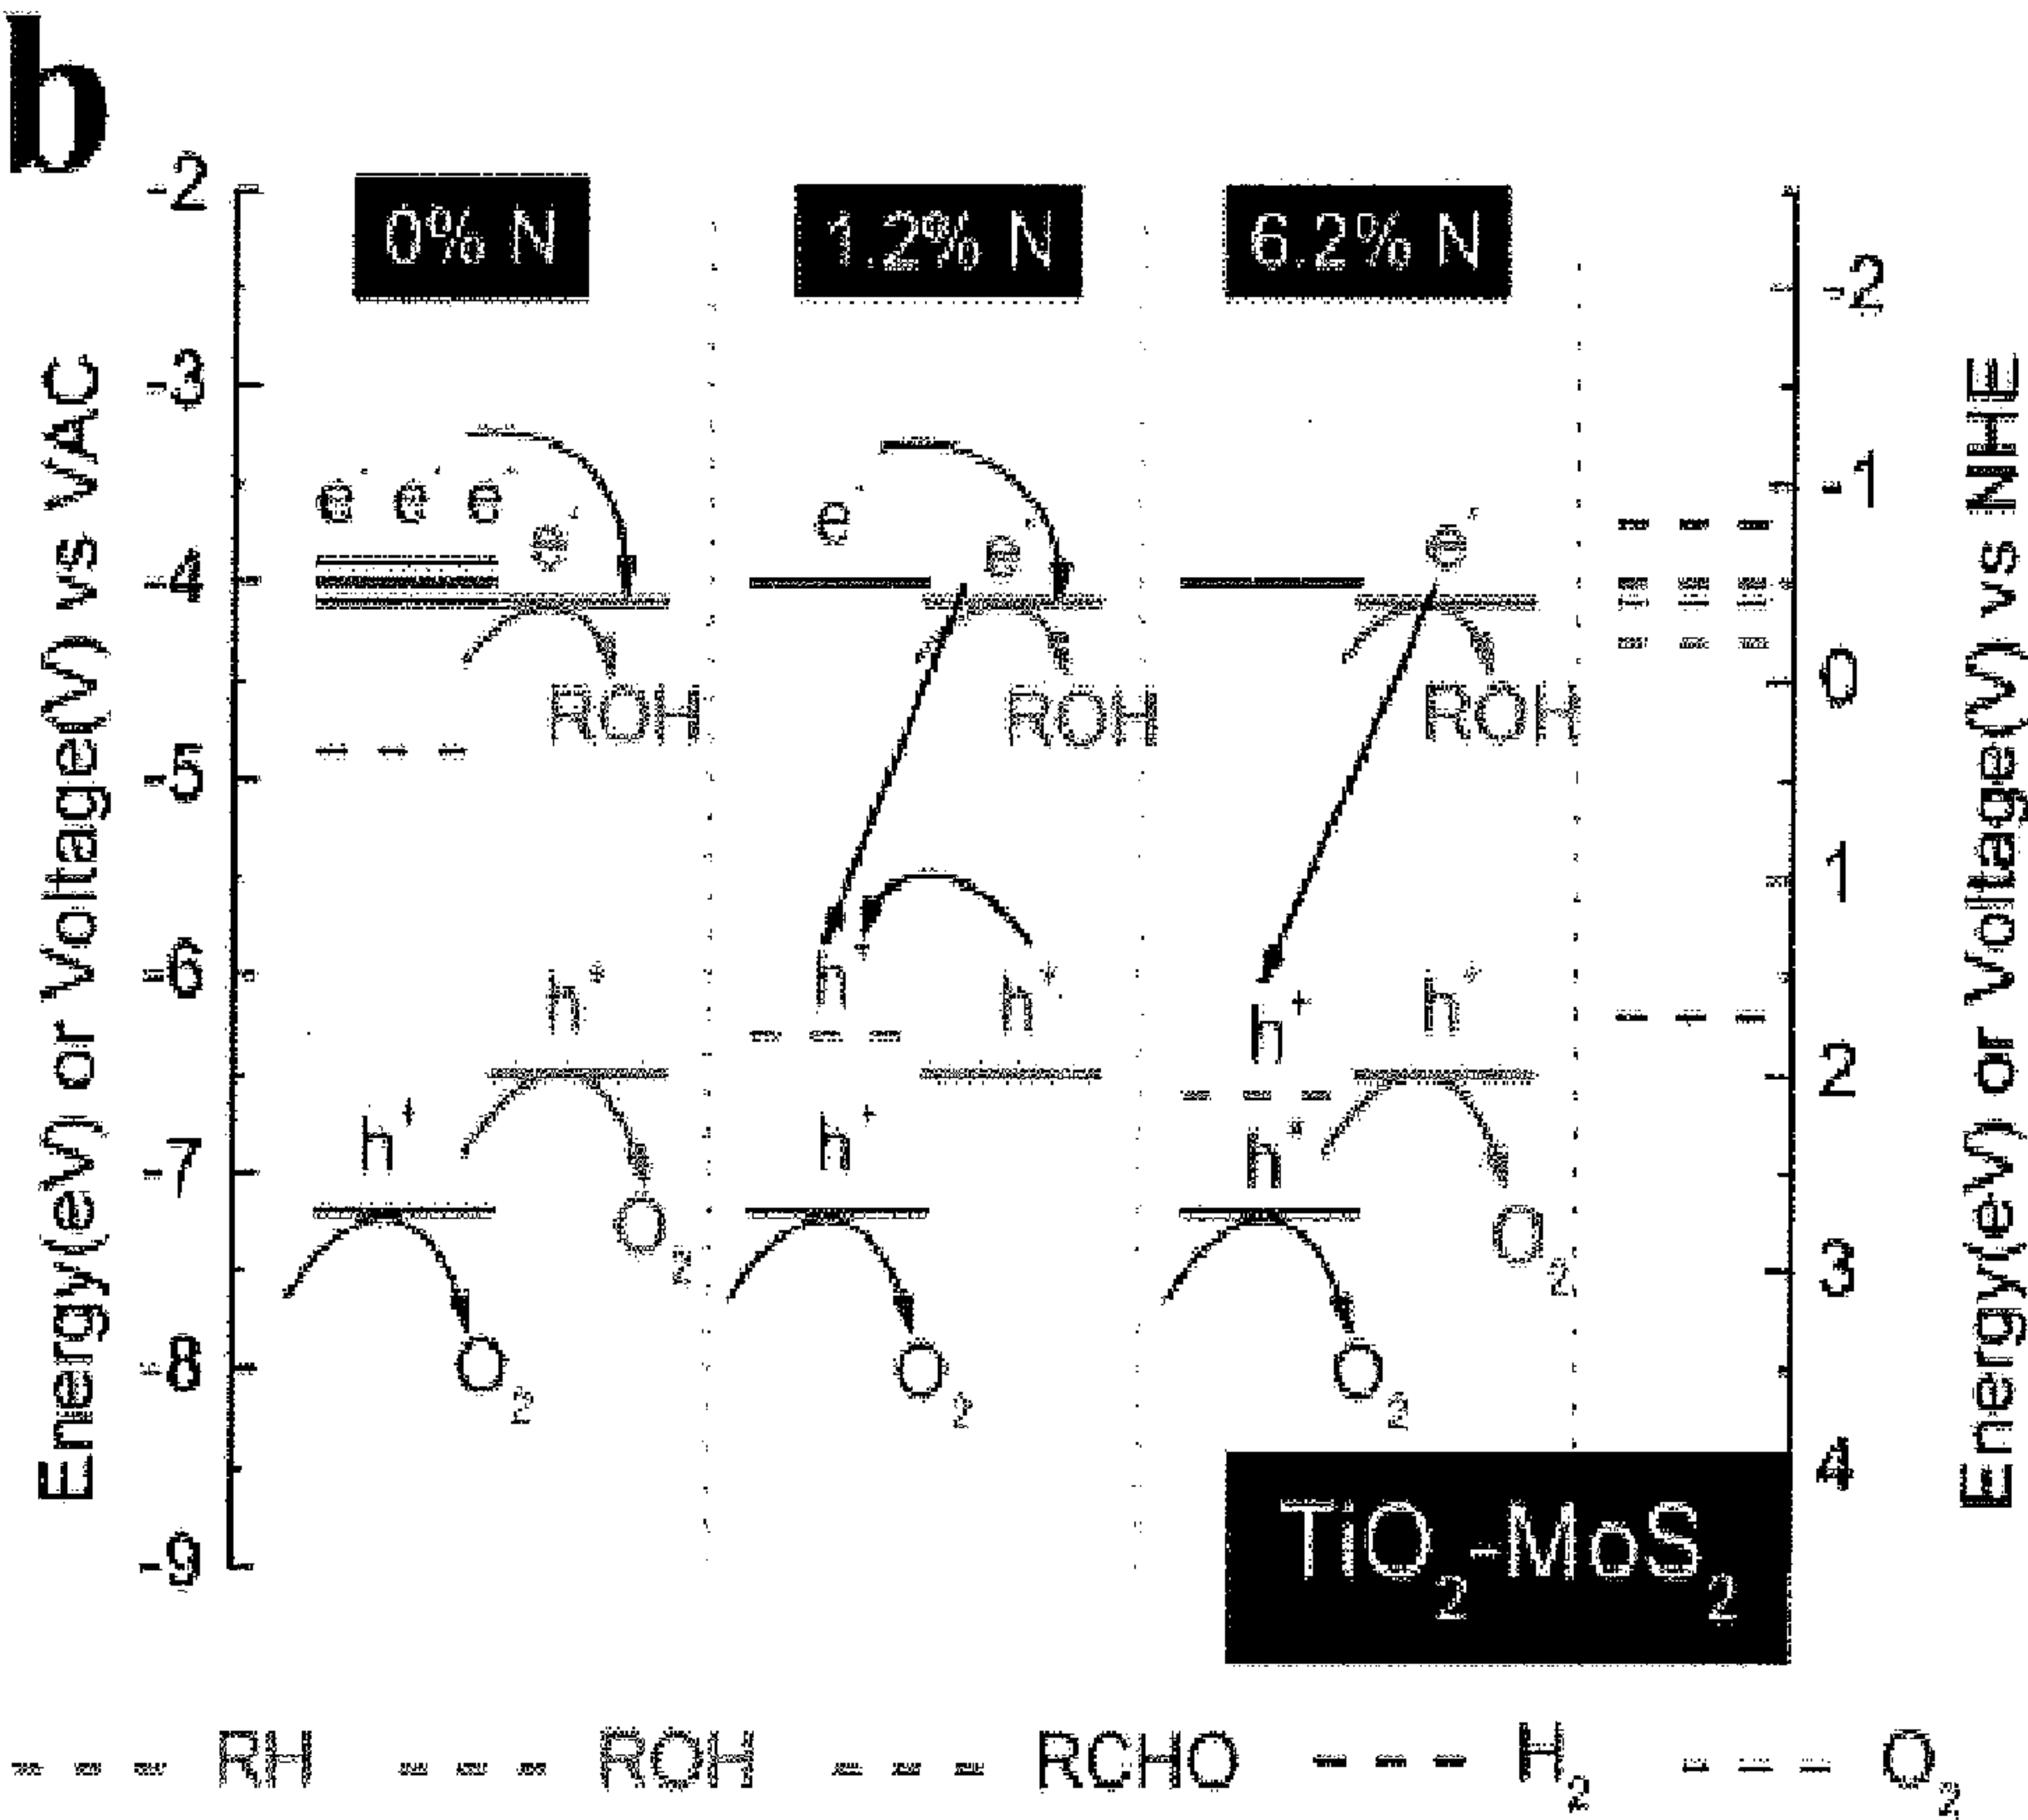 b
0% N
1.2% N
6.2% N
Energy(eV) or Voltage(V) vs VAC
-2
-3
-4
-5
-6
-7
-8
-9
e- e- e-
e-
ROH
h+
h+
O2
O2
e-
e-
ROH
h+
h+
h+
O2
e-
ROH
h+
h+
h+
O2
O2
-2
-1
0
1
2
3
4
Energy(eV) or Voltage(V) vs NHE
TiO2-MoS2
RH ROH RCHO H2 O2